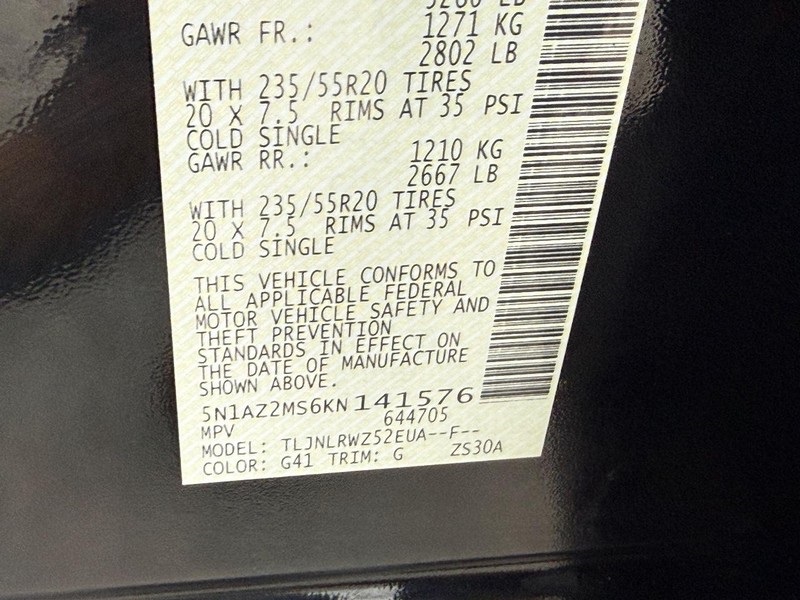 GAWR FR.: 1271 KG
2802 LB
WITH 235/55R20 TIRES
20 X 7.5 RIMS AT 35 PSI
COLD SINGLE
GAWR RR.: 1210 KG
2667 LB
WITH 235/55R20 TIRES
20 X 7.5 RIMS AT 35 PSI
COLD SINGLE
THIS VEHICLE CONFORMS TO
ALL APPLICABLE FEDERAL
MOTOR VEHICLE SAFETY AND
THEFT PREVENTION
STANDARDS IN EFFECT ON
THE DATE OF MANUFACTURE
SHOWN ABOVE.
5N1AZ2MS6KN141576
MPV 644705
MODEL: TLJNLRWZ52EUA--F--
COLOR: G41 TRIM: G ZS30A